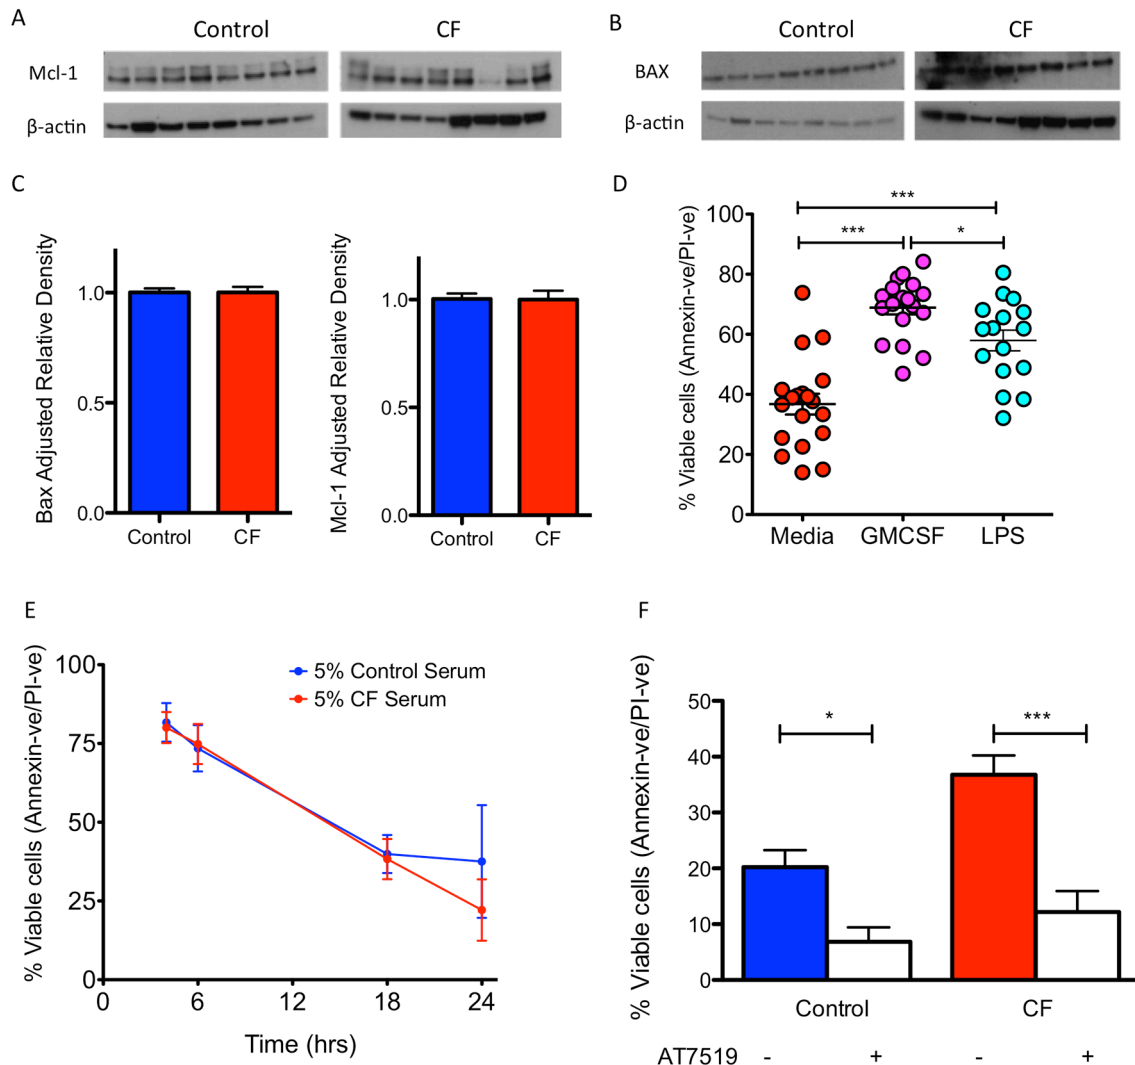 A
Control
CF
Mcl-1
β-actin
B
Control
CF
BAX
β-actin
C
Bax Adjusted Relative Density
1.0
0.5
0.0
Control
CF
Mcl-1 Adjusted Relative Density
1.0
0.5
0.0
Control
CF
D
% Viable cells (Annexin-ve/PI-ve)
100
80
60
40
20
0
***
***
*
Media
GMCSF
LPS
E
% Viable cells (Annexin-ve/PI-ve)
100
75
50
25
0
5% Control Serum
5% CF Serum
0
6
12
18
24
Time (hrs)
F
% Viable cells (Annexin-ve/PI-ve)
50
40
30
20
10
0
*
***
Control
CF
AT7519 - + - +